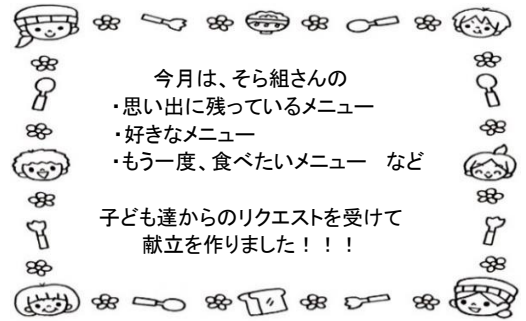 今月は、そら組さんの
・思い出に残っているメニュー
・好きなメニュー
・もう一度、食べたいメニュー　など
子ども達からのリクエストを受けて
献立を作りました！！！